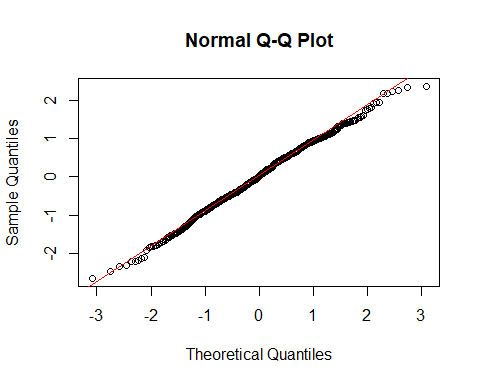 Normal Q-Q Plot
Sample Quantiles
2
1
0
-1
-2
-3 -2 -1 0 1 2 3
Theoretical Quantiles